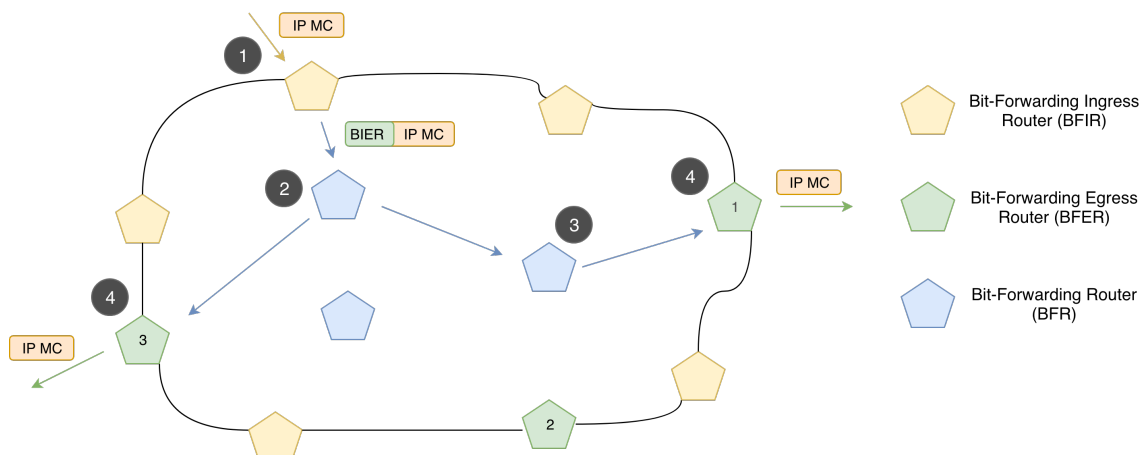 IP MC
1
BIER
IP MC
2
4
IP MC
1
3
4
IP MC
3
2
Bit-Forwarding Ingress
Router (BFIR)
Bit-Forwarding Egress
Router (BFER)
Bit-Forwarding Router
(BFR)